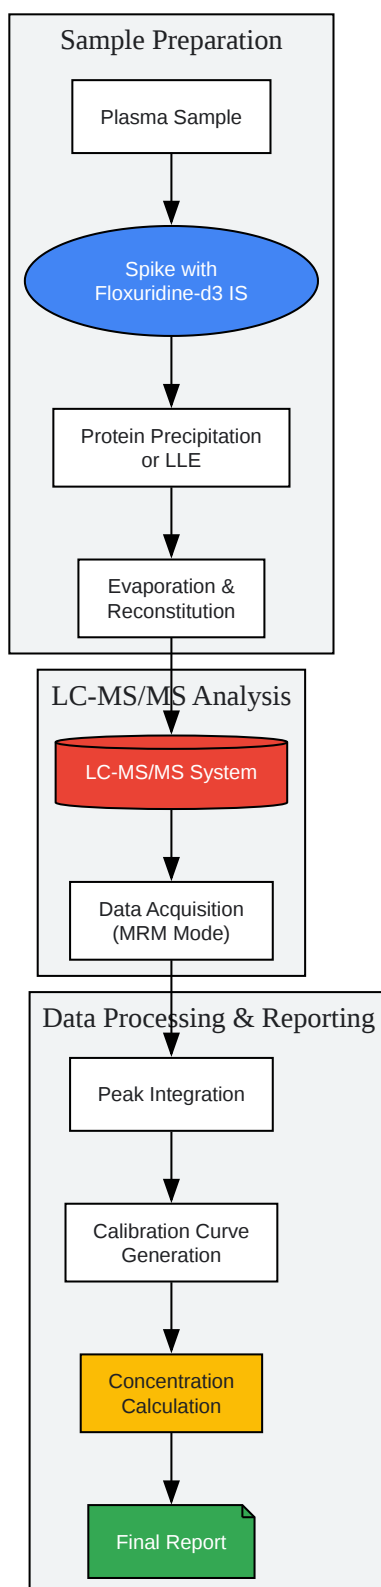 Sample Preparation
Plasma Sample
Spike with
Floxuridine-d3 IS
Protein Precipitation
or LLE
Evaporation &
Reconstitution
LC-MS/MS Analysis
LC-MS/MS System
Data Acquisition
(MRM Mode)
Data Processing & Reporting
Peak Integration
Calibration Curve
Generation
Concentration
Calculation
Final Report